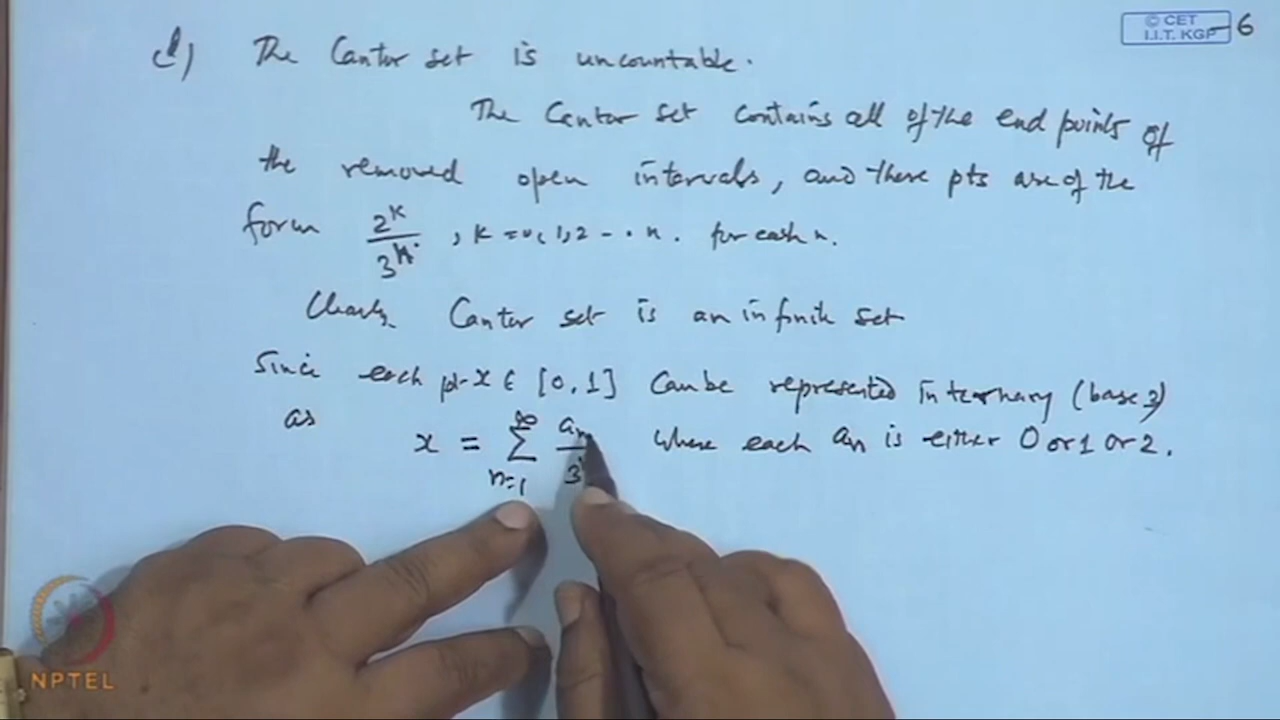 © CET
I.I.T. KGP
-6
d) The Cantor set is uncountable.
The Cantor set contains all of the end points of
the removed open intervals, and these pts are of the
form 2^k/3^n, k = 0, 1, 2 --. n. for each n.
Clearly Cantor set is an infinite set
Since each pt x ∈ [0,1] can be represented in ternary (base 3)
as x = ∑_{n=1}^∞ a_n/3 where each a_n is either 0 or 1 or 2.
NPTEL